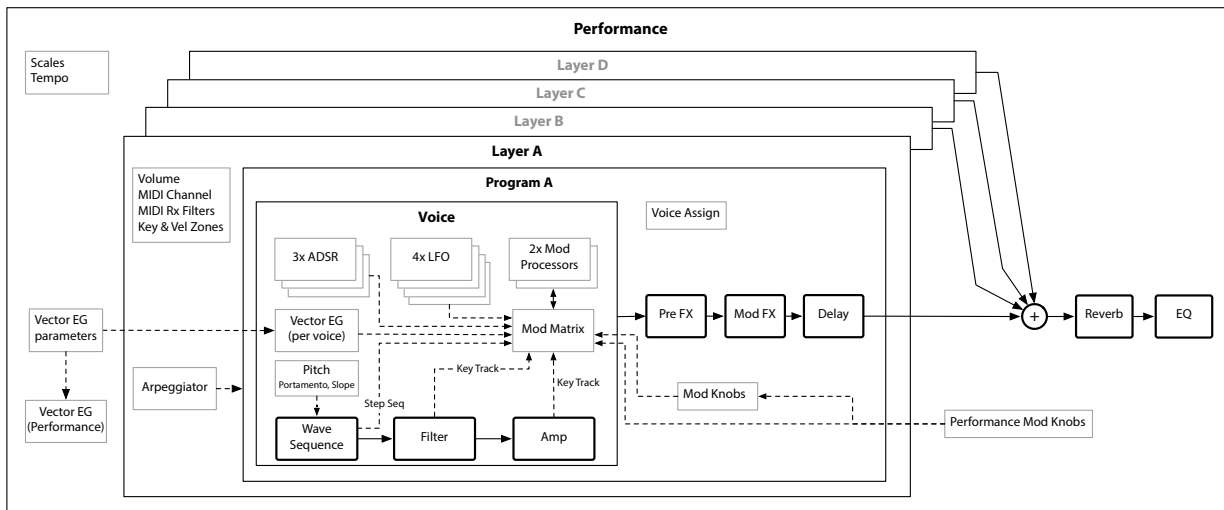 Performance
Scales
Tempo
Layer D
Layer C
Layer B
Layer A
Volume
MIDI Channel
MIDI Rx Filters
Key & Vel Zones
Program A
Voice
Voice Assign
3x ADSR
4x LFO
2x Mod
Processors
Vector EG
parameters
Vector EG
(per voice)
Mod Matrix
Pre FX
Mod FX
Delay
+
Reverb
EQ
Arpeggiator
Pitch
Portamento, Slope
Key Track
Key Track
Mod Knobs
Step Seq
Vector EG
(Performance)
Wave
Sequence
Filter
Amp
Performance Mod Knobs